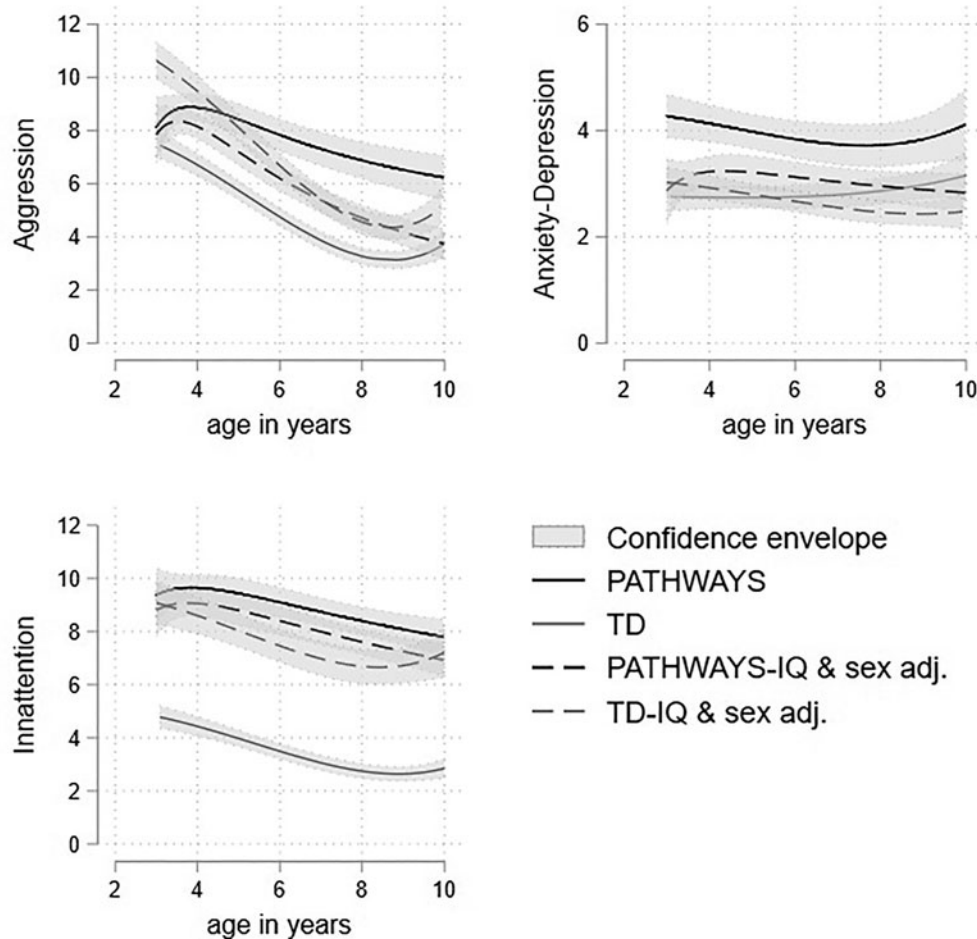 Aggression
12
10
8
6
4
2
0
2 4 6 8 10
age in years
Anxiety-Depression
6
4
2
0
2 4 6 8 10
age in years
Innattention
12
10
8
6
4
2
0
2 4 6 8 10
age in years
Confidence envelope
PATHWAYS
TD
PATHWAYS-IQ & sex adj.
TD-IQ & sex adj.